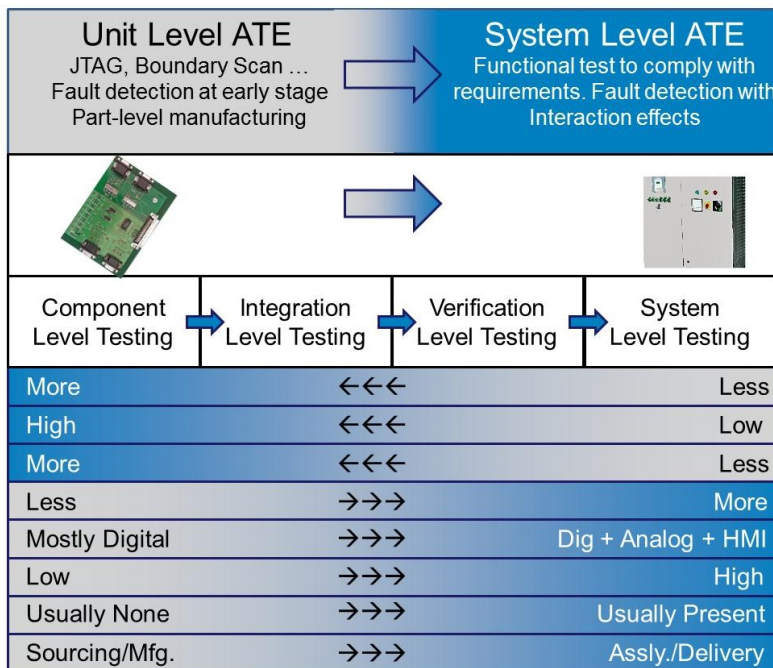 Unit Level ATE
JTAG, Boundary Scan ...
Fault detection at early stage
Part-level manufacturing
System Level ATE
Functional test to comply with
requirements. Fault detection with
Interaction effects
Component
Level Testing
Integration
Level Testing
Verification
Level Testing
System
Level Testing
More ←←← Less
High ←←← Low
More ←←← Less
Less →→→ More
Mostly Digital →→→ Dig + Analog + HMI
Low →→→ High
Usually None →→→ Usually Present
Sourcing/Mfg. →→→ Assly./Delivery